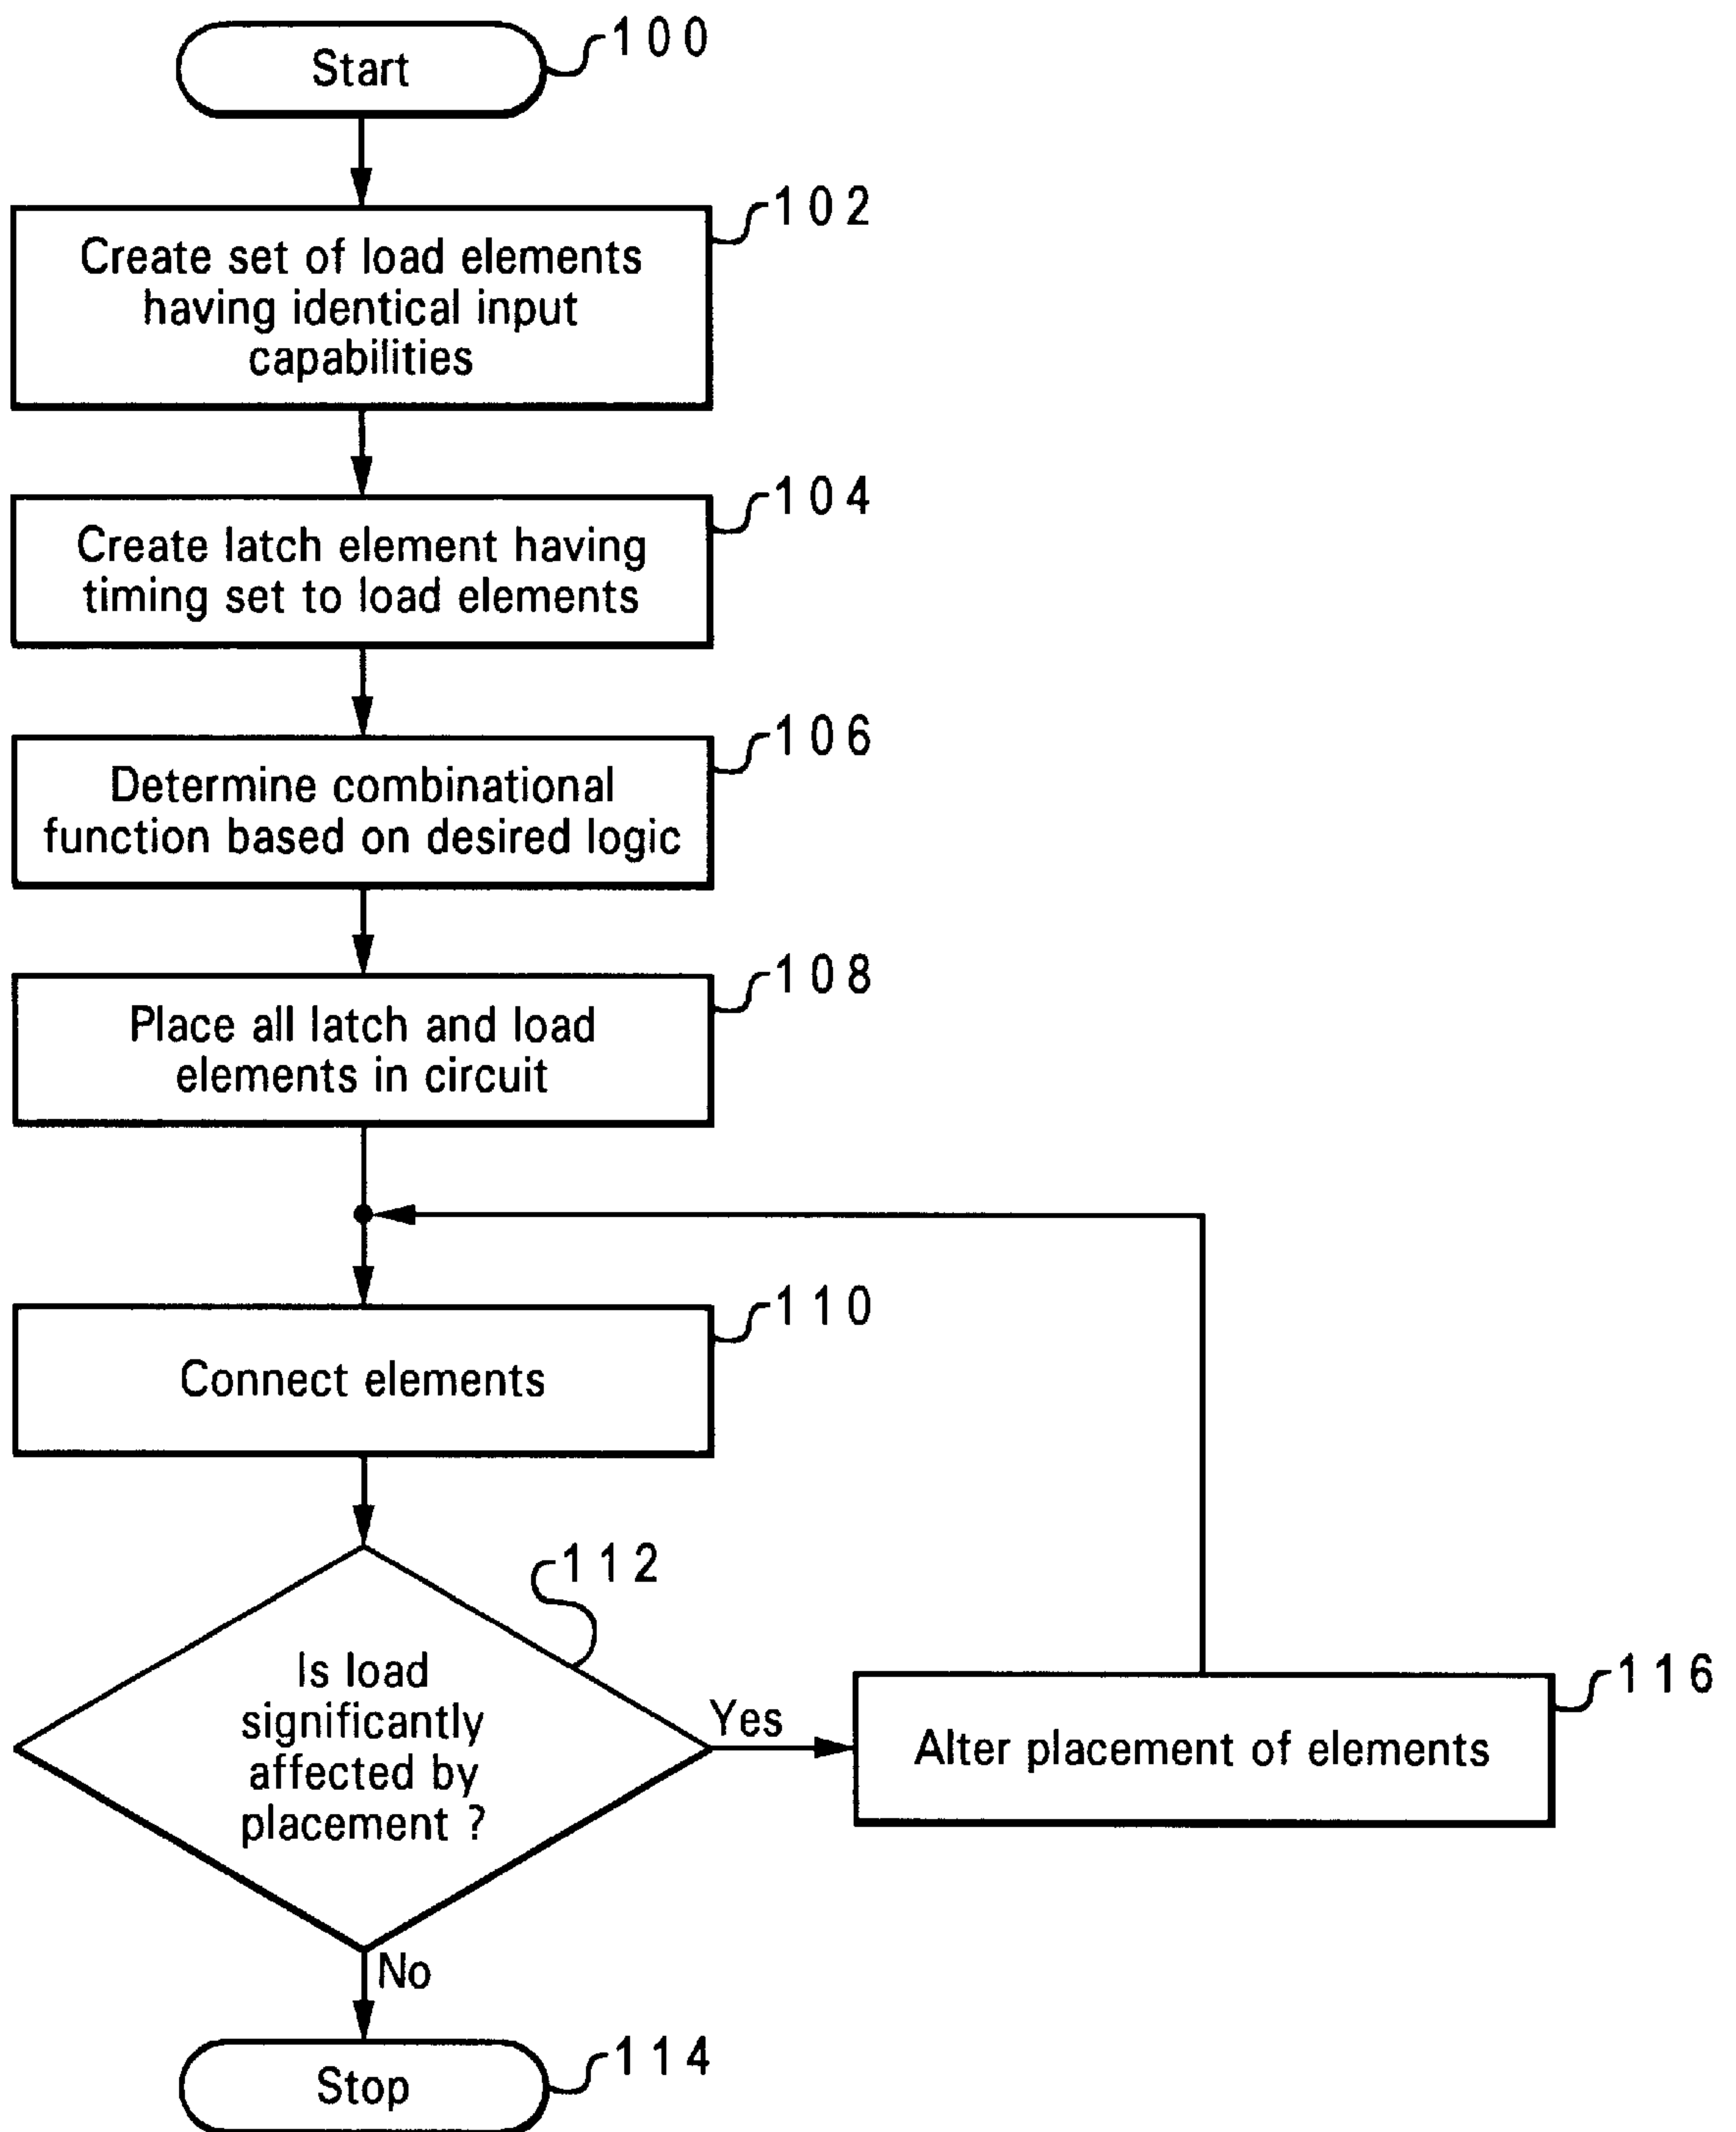 Start
100
102
Create set of load elements
having identical input
capabilities
104
Create latch element having
timing set to load elements
106
Determine combinational
function based on desired logic
108
Place all latch and load
elements in circuit
110
Connect elements
112
Is load
significantly
affected by
placement ?
Yes
116
Alter placement of elements
No
Stop
114